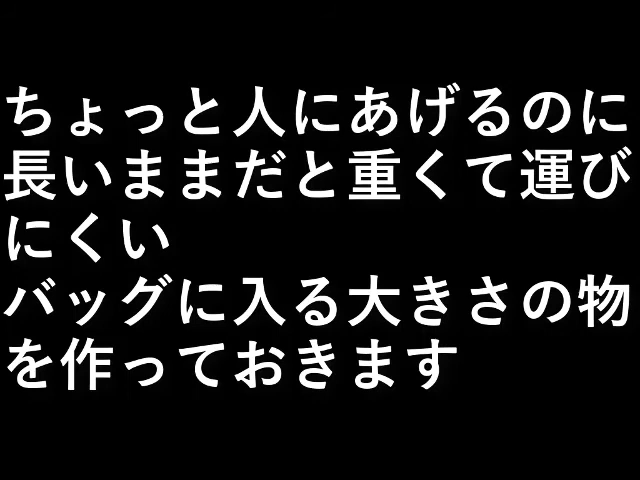 ちょっと人にあげるのに
長いままだと重くて運び
にくい
バッグに入る大きさの物
を作っておきます